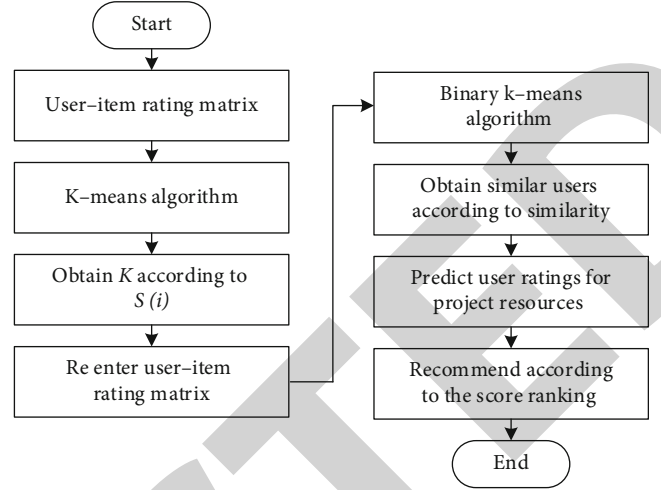 Start
User–item rating matrix
K–means algorithm
Obtain K according to
S (i)
Re enter user–item
rating matrix
Binary k–means
algorithm
Obtain similar users
according to similarity
Predict user ratings for
project resources
Recommend according
to the score ranking
End